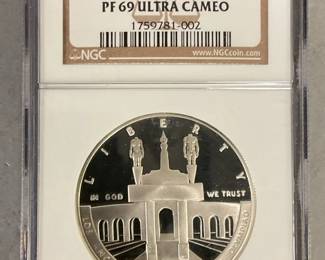 PF 69 ULTRA CAMEO
1759781-002
NGC
www.NGCcoin.com
LIBERTY
IN GOD WE TRUST